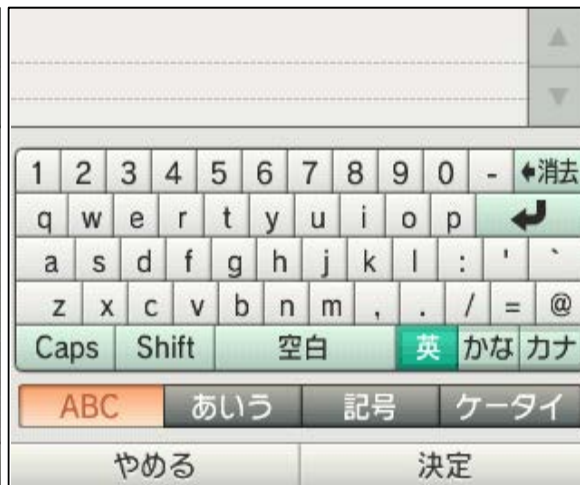 1 2 3 4 5 6 7 8 9 0 - 消去
q w e r t y u i o p
a s d f g h j k l : ' `
z x c v b n m , . / = @
Caps Shift 空白 英 かな カナ
ABC あいう 記号 ケータイ
やめる 決定